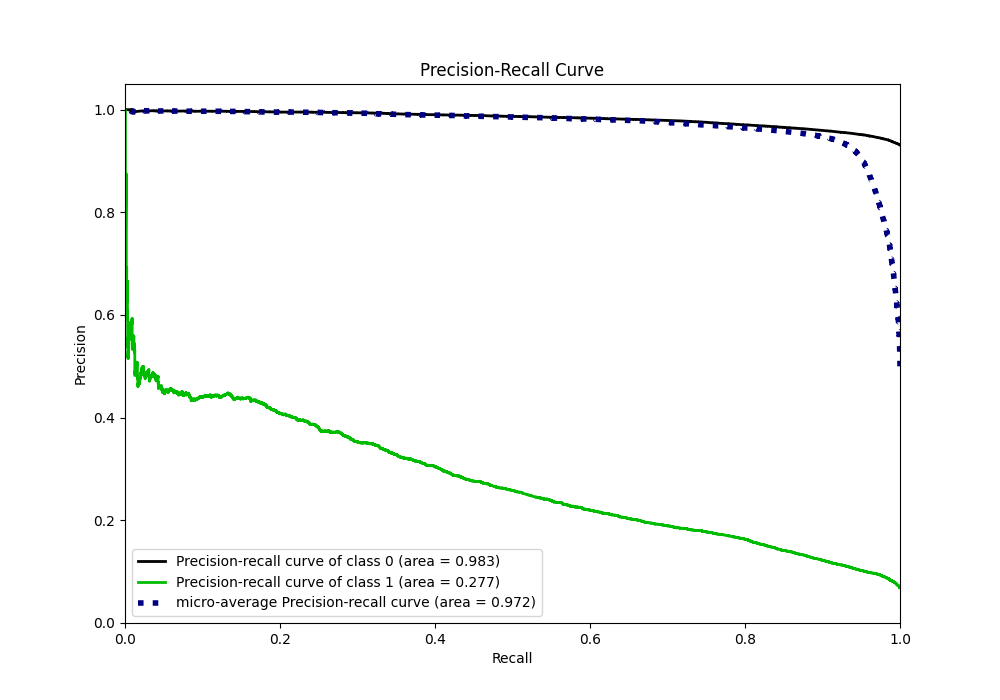 Precision-Recall Curve
1.0
0.8
0.6
0.4
0.2
0.0
Precision
Precision-recall curve of class 0 (area = 0.983)
Precision-recall curve of class 1 (area = 0.277)
micro-average Precision-recall curve (area = 0.972)
0.0 0.2 0.4 0.6 0.8 1.0
Recall